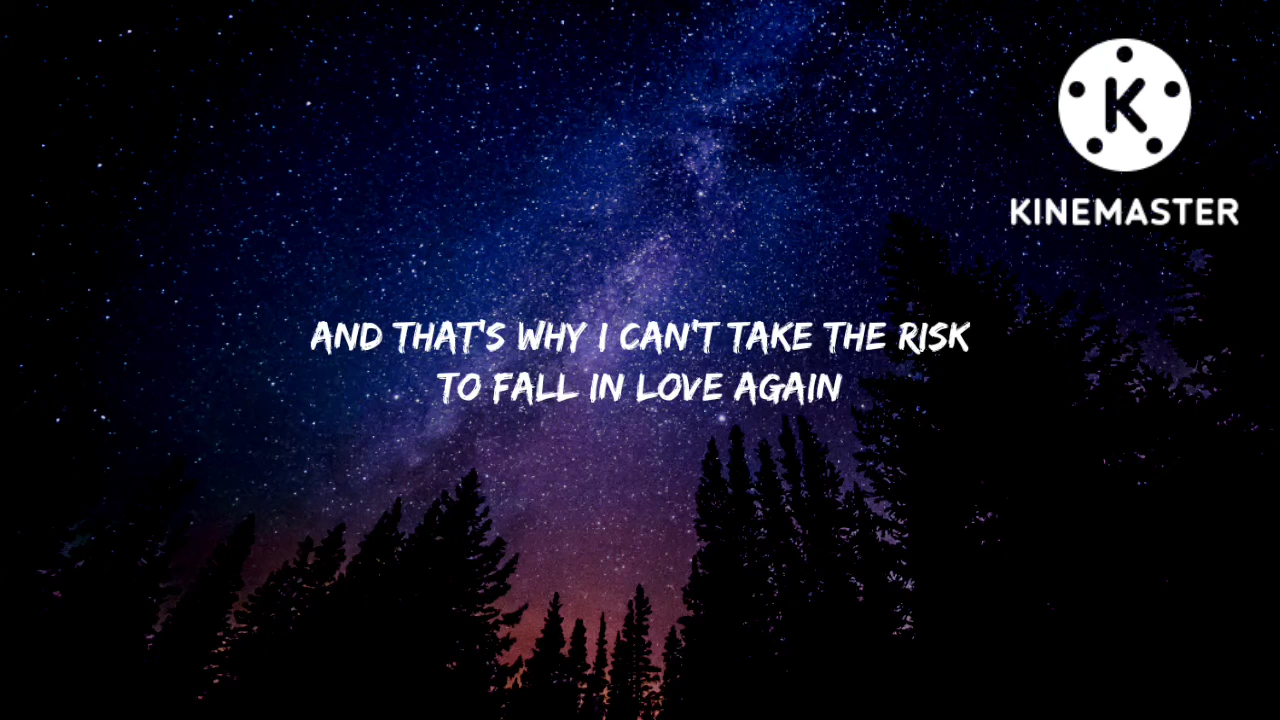 K
KINEMASTER
AND THAT'S WHY I CAN'T TAKE THE RISK
TO FALL IN LOVE AGAIN